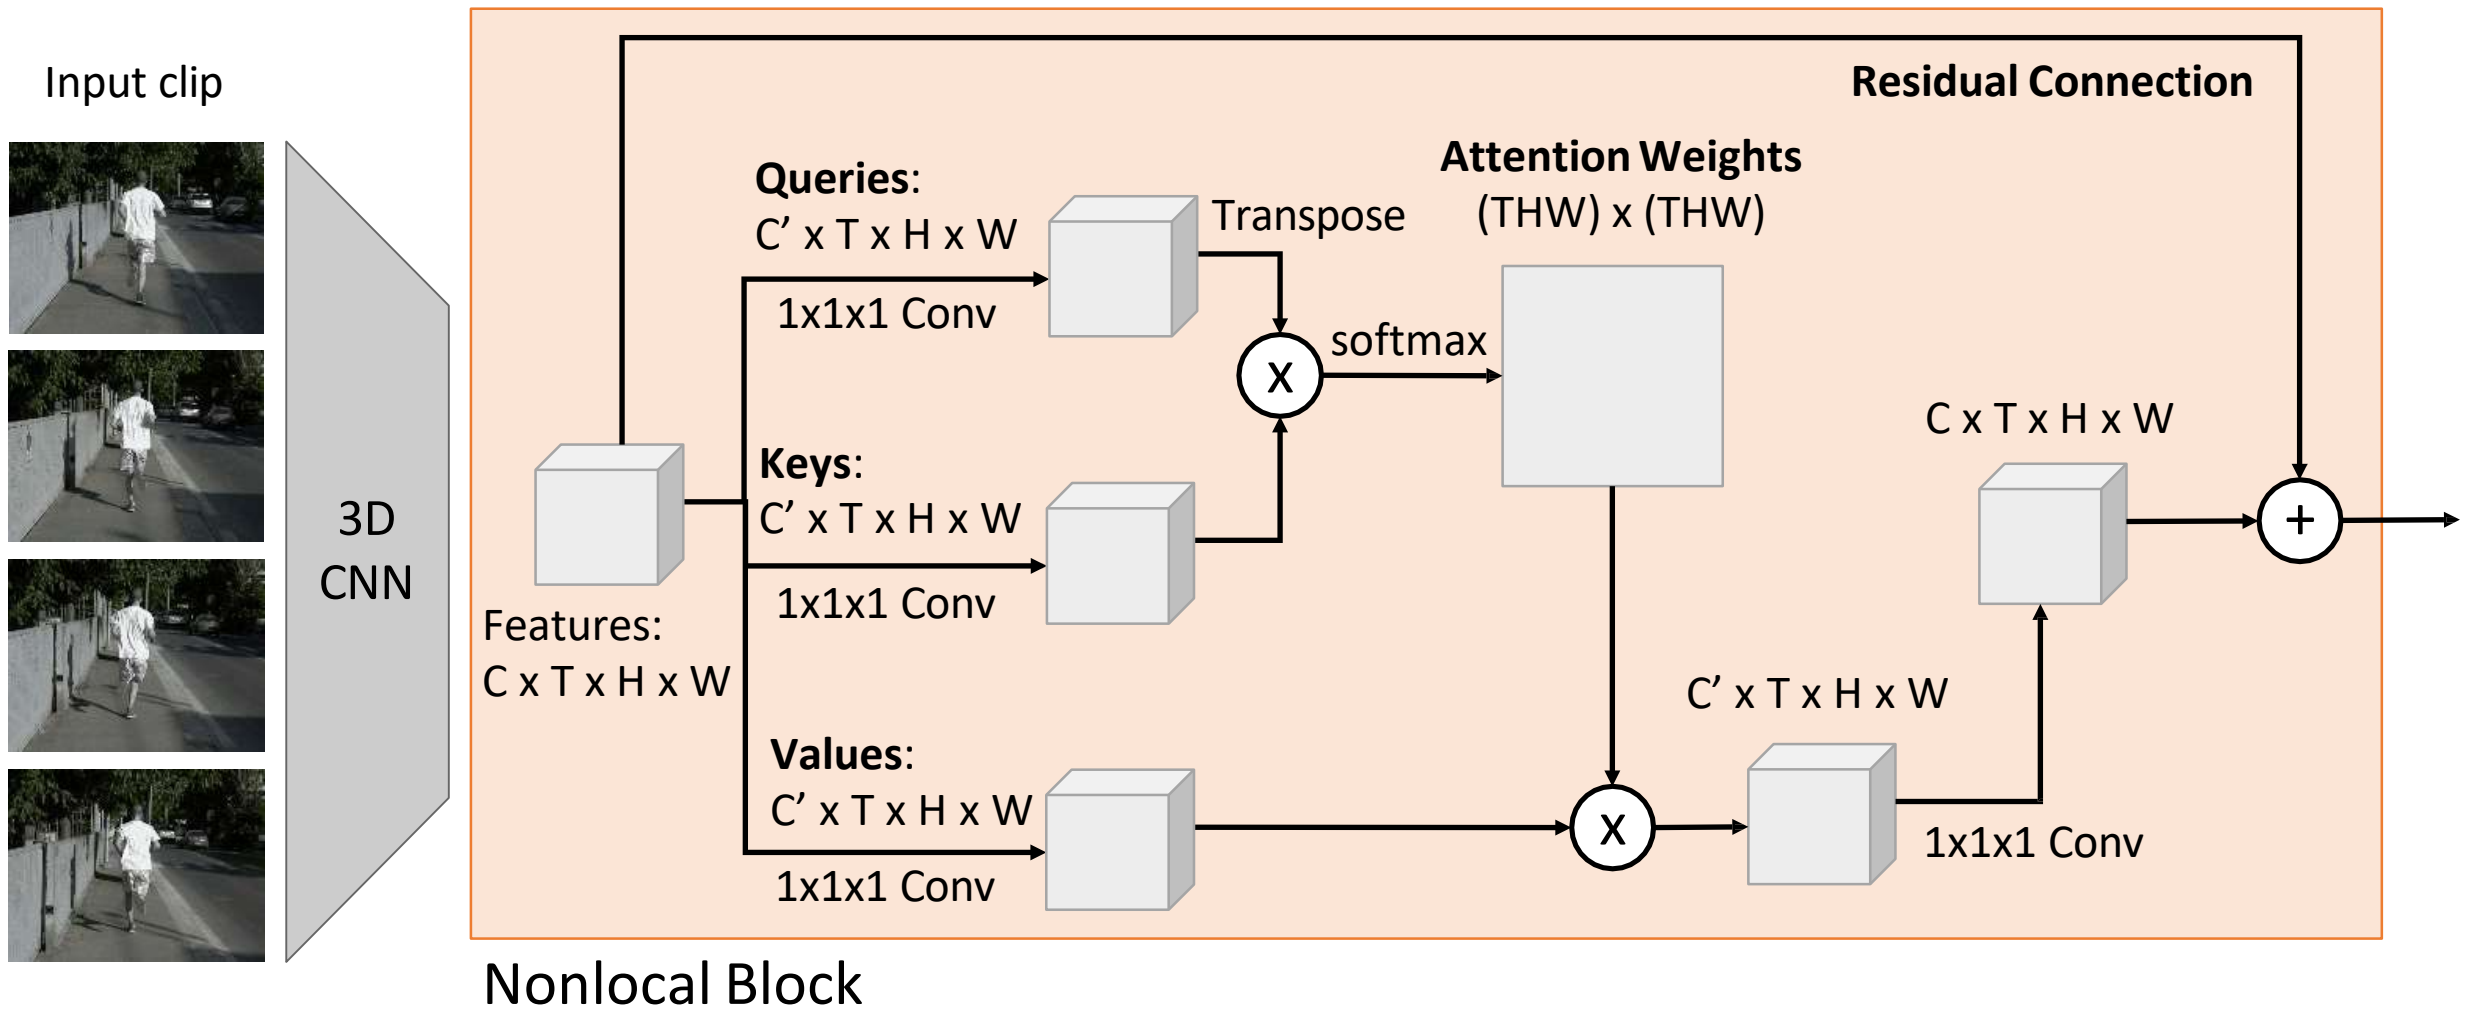 Input clip
3D
CNN
Residual Connection
Attention Weights
(THW) x (THW)
Queries:
C’ x T x H x W
1x1x1 Conv
Transpose
softmax
X
Keys:
C’ x T x H x W
1x1x1 Conv
Features:
C x T x H x W
Values:
C’ x T x H x W
1x1x1 Conv
X
C’ x T x H x W
1x1x1 Conv
C x T x H x W
+
Nonlocal Block